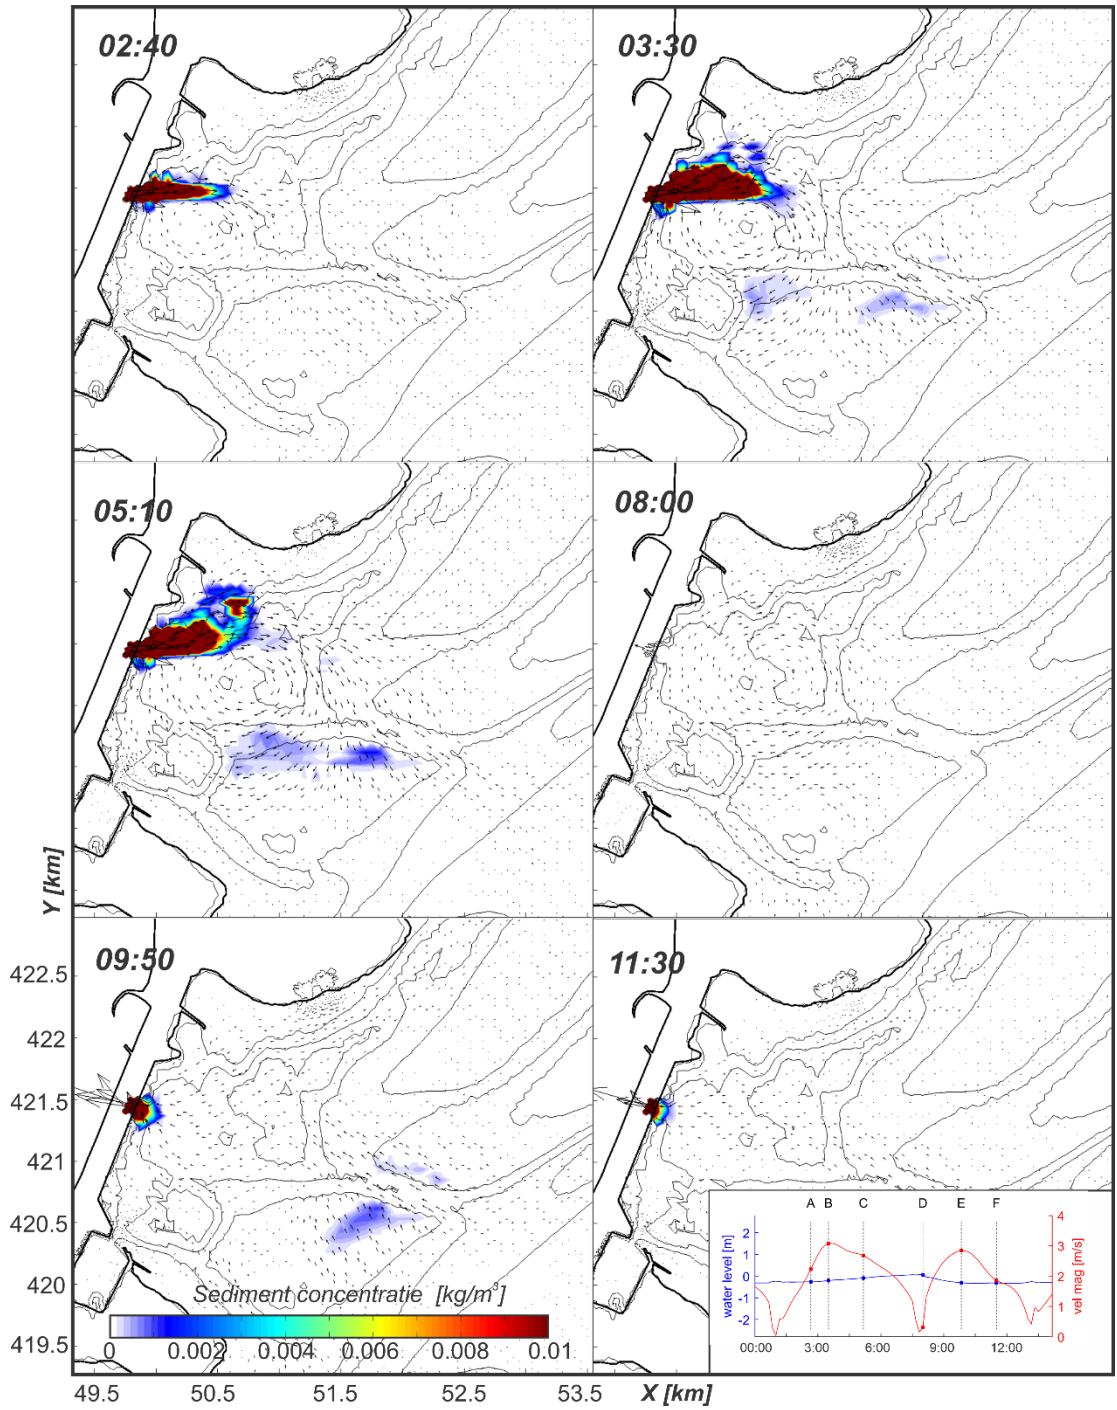 02:40
03:30
05:10
08:00
Y [km]
09:50
11:30
422.5
422
421.5
421
420.5
420
419.5
Sediment concentratie [kg/m³]
0 0.002 0.004 0.006 0.008 0.01
A B C D E F
water level [m]
2
1
0
-1
-2
vel mag [m/s]
4
3
2
1
0
00:00 3:00 6:00 9:00 12:00
49.5 50.5 51.5 52.5 53.5
X [km]